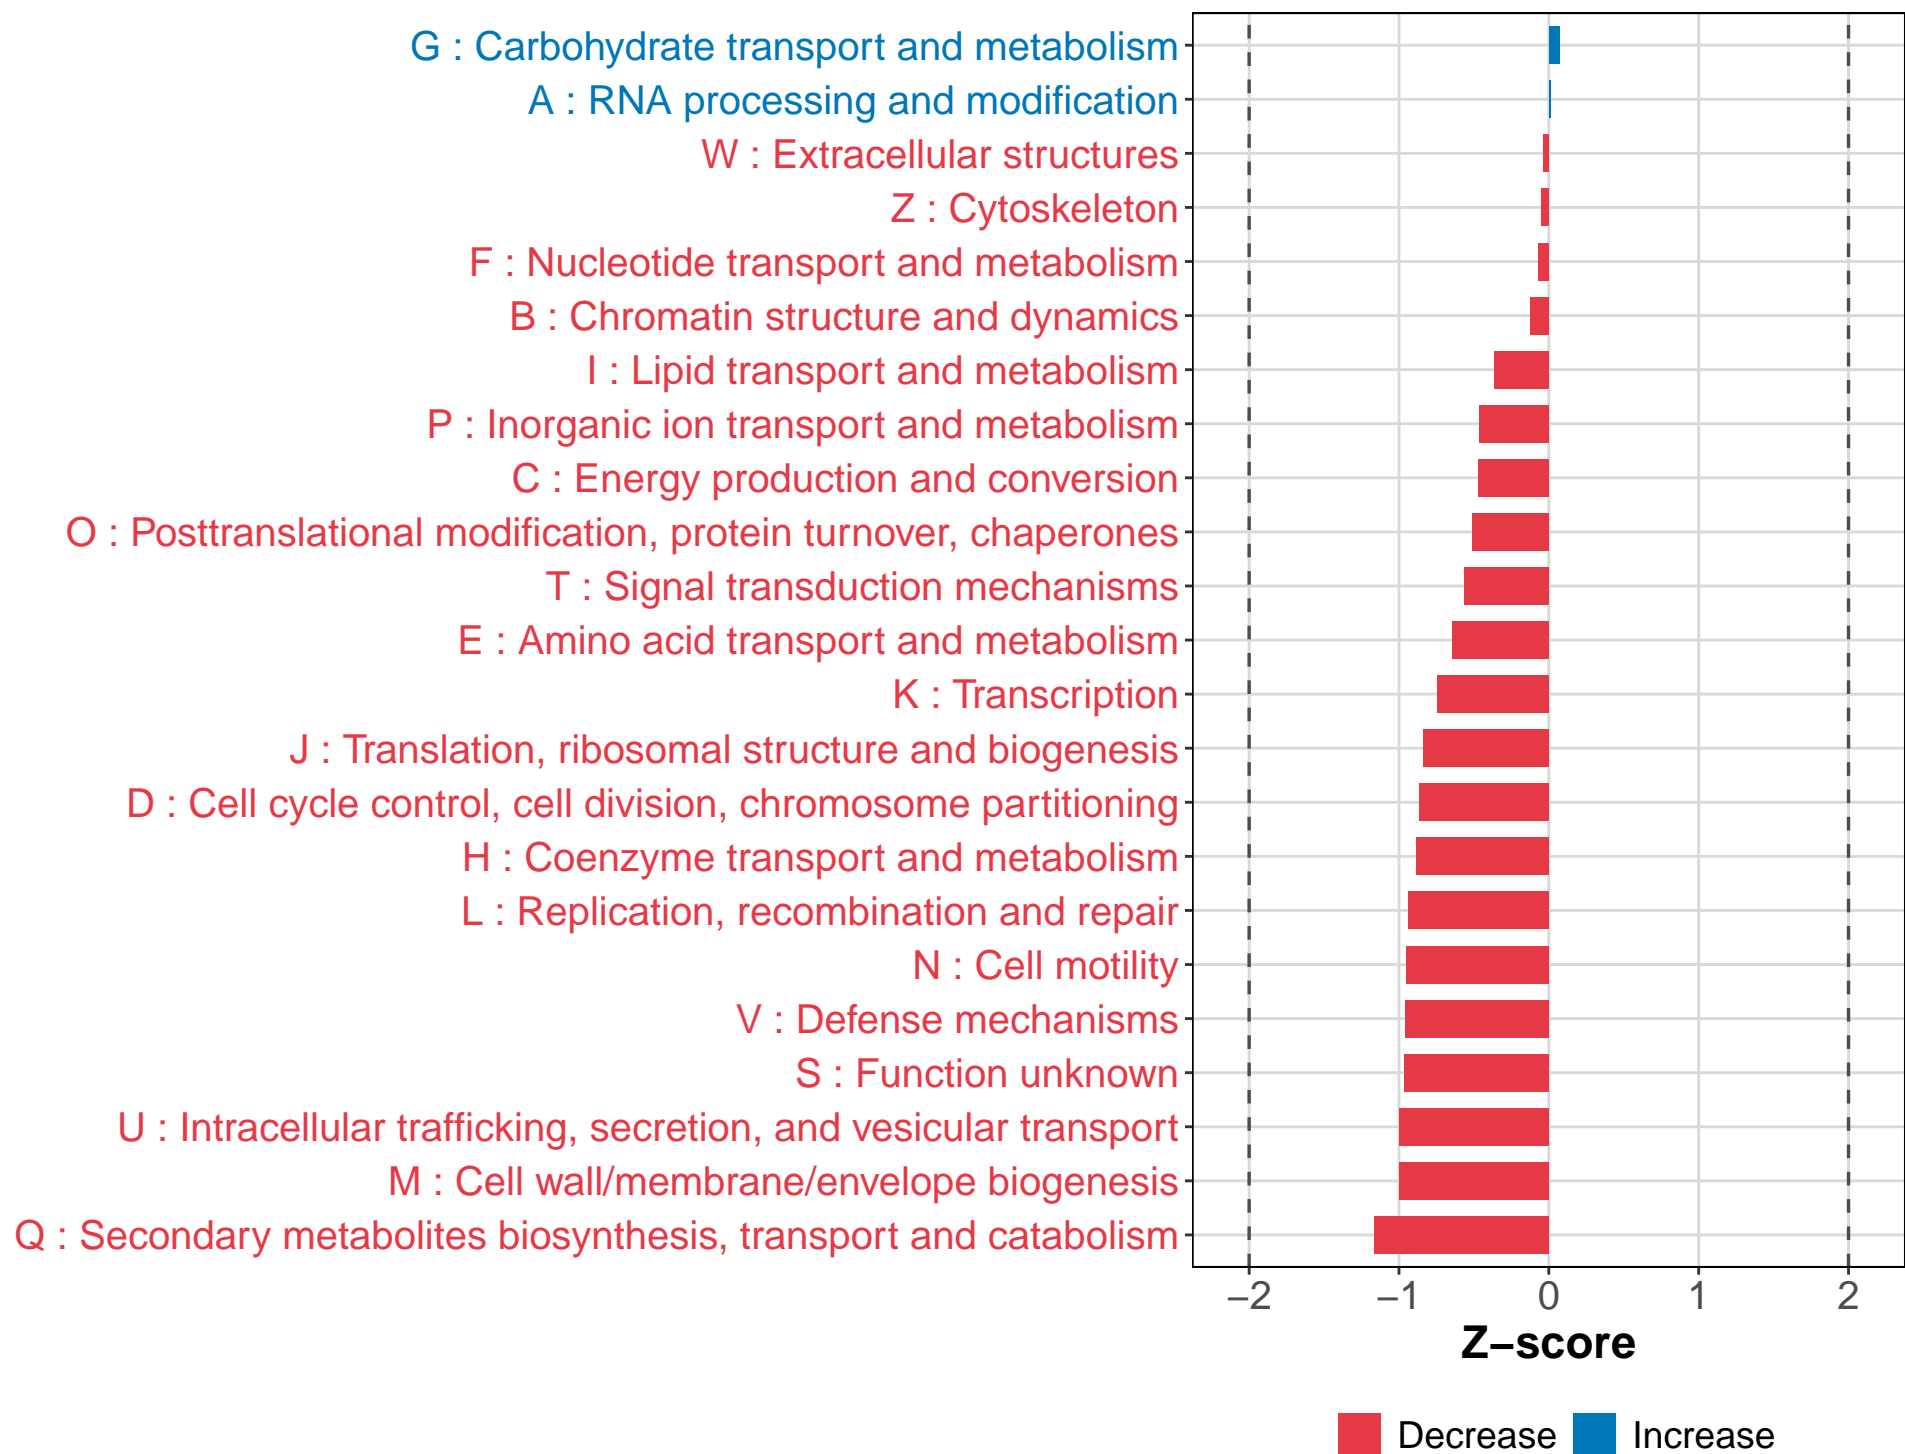 G : Carbohydrate transport and metabolism
A : RNA processing and modification
W : Extracellular structures
Z : Cytoskeleton
F : Nucleotide transport and metabolism
B : Chromatin structure and dynamics
I : Lipid transport and metabolism
P : Inorganic ion transport and metabolism
C : Energy production and conversion
O : Posttranslational modification, protein turnover, chaperones
T : Signal transduction mechanisms
E : Amino acid transport and metabolism
K : Transcription
J : Translation, ribosomal structure and biogenesis
D : Cell cycle control, cell division, chromosome partitioning
H : Coenzyme transport and metabolism
L : Replication, recombination and repair
N : Cell motility
V : Defense mechanisms
S : Function unknown
U : Intracellular trafficking, secretion, and vesicular transport
M : Cell wall/membrane/envelope biogenesis
Q : Secondary metabolites biosynthesis, transport and catabolism
−2 −1 0 1 2
Z−score
Decrease Increase